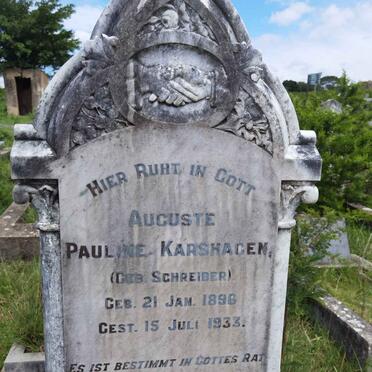 HIER RUHT IN GOTT
AUGUSTE
PAULINE KARSHAGEN,
(GEB. SCHREIBER)
GEB. 21 JAN. 1896
GEST. 15 JULI 1933.
ES IST BESTIMMT IN GOTTES RAT